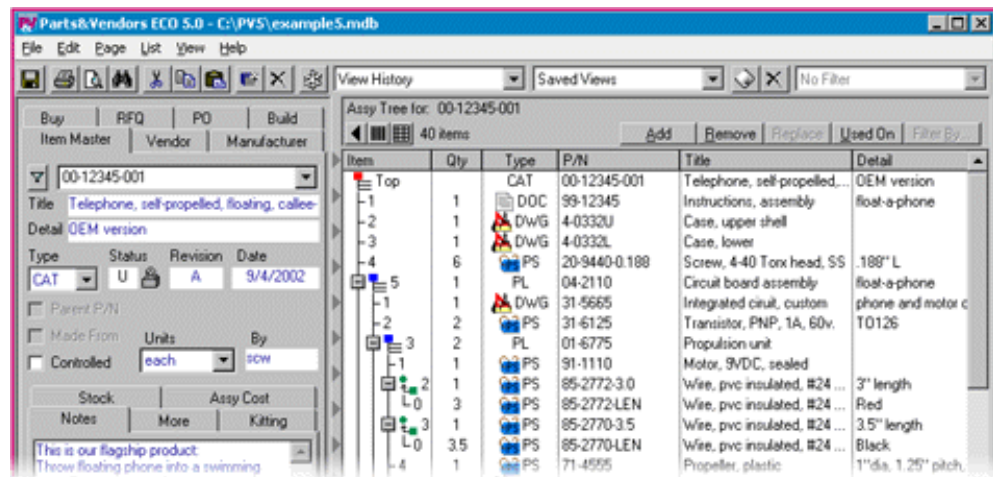 Parts&Vendors ECO 5.0 - C:\PV5\example5.mdb
File Edit Page List View Help
View History Saved Views No Filter
Buy RFQ PO Build
Item Master Vendor Manufacturer
00-12345-001
Title Telephone, self-propelled, floating, callee-
Detail OEM version
Type Status Revision Date
CAT U A 9/4/2002
Parent P/N
Made From Units By
Controlled each scw
Stock Assy Cost
Notes More Kitting
This is our flagship product:
Throw floating phone into a swimming
Assy Tree for: 00-12345-001
40 items Add Remove Replace Used On Filter By...
Item Qty Type P/N Title Detail
Top CAT 00-12345-001 Telephone, self-propelled,... OEM version
1 1 DOC 99-12345 Instructions, assembly float-a-phone
2 1 DWG 4-0332U Case, upper shell
3 1 DWG 4-0332L Case, lower
4 6 PS 20-9440-0.188 Screw, 4-40 Torx head, SS .188" L
5 1 PL 04-2110 Circuit board assembly float-a-phone
1 1 DWG 31-5665 Integrated ciruit, custom phone and motor c
2 2 PS 31-6125 Transistor, PNP, 1A, 60v. TO126
3 2 PL 01-6775 Propulsion unit
1 1 PS 91-1110 Motor, 9VDC, sealed
2 1 PS 85-2772-3.0 Wire, pvc insulated, #24 ... 3" length
0 3 PS 85-2772-LEN Wire, pvc insulated, #24 ... Red
3 1 PS 85-2770-3.5 Wire, pvc insulated, #24 ... 3.5" length
0 3.5 PS 85-2770-LEN Wire, pvc insulated, #24 ... Black
4 1 PS 71-4555 Propeller, plastic 1"dia, 1.25" pitch,